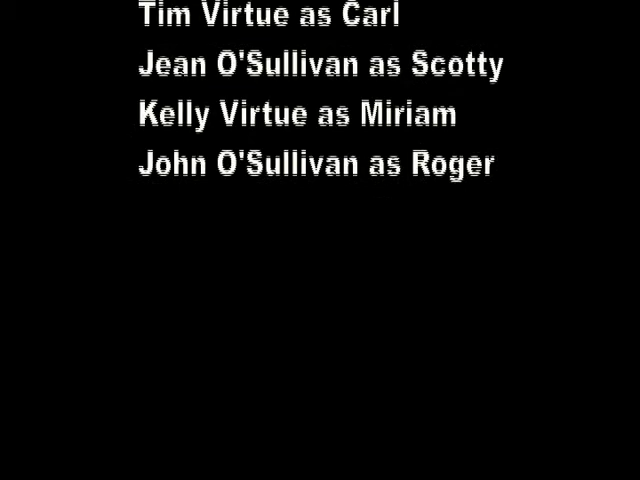 Tim Virtue as Carl
Jean O'Sullivan as Scotty
Kelly Virtue as Miriam
John O'Sullivan as Roger